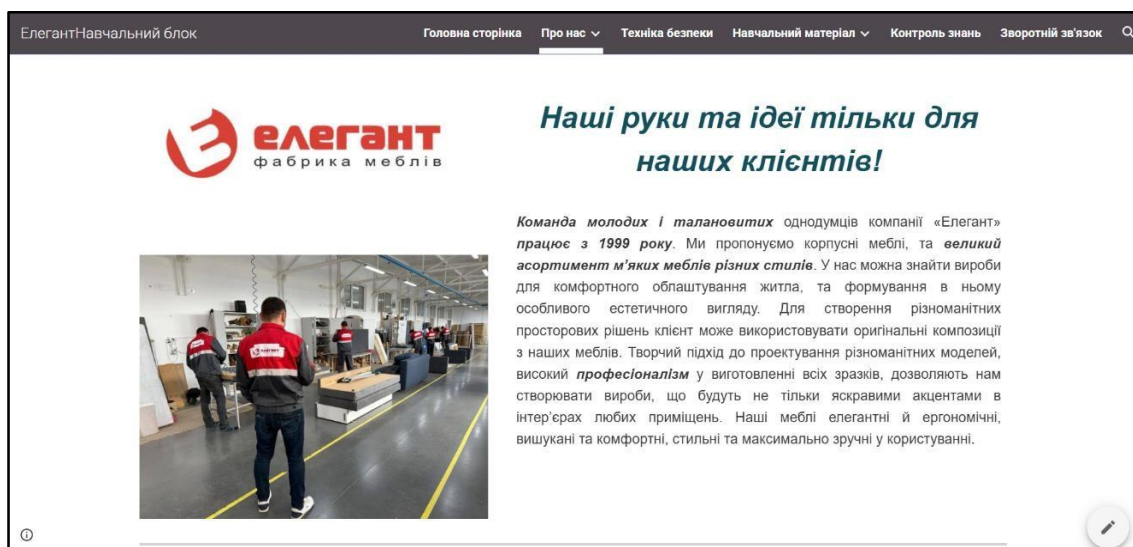 ЕлегантНавчальний блок
Головна сторінка Про нас Техніка безпеки Навчальний матеріал Контроль знань Зворотній зв'язок
елегант
фабрика меблів
Наші руки та ідеї тільки для
наших клієнтів!
Команда молодих і талановитих однодумців компанії «Елегант»
працює з 1999 року. Ми пропонуємо корпусні меблі, та великий
асортимент м’яких меблів різних стилів. У нас можна знайти вироби
для комфортного облаштування житла, та формування в ньому
особливого естетичного вигляду. Для створення різноманітних
просторових рішень клієнт може використовувати оригінальні композиції
з наших меблів. Творчий підхід до проектування різноманітних моделей,
високий професіоналізм у виготовленні всіх зразків, дозволяють нам
створювати вироби, що будуть не тільки яскравими акцентами в
інтер’єрах любих приміщень. Наші меблі елегантні й ергономічні,
вишукані та комфортні, стильні та максимально зручні у користуванні.
елегант